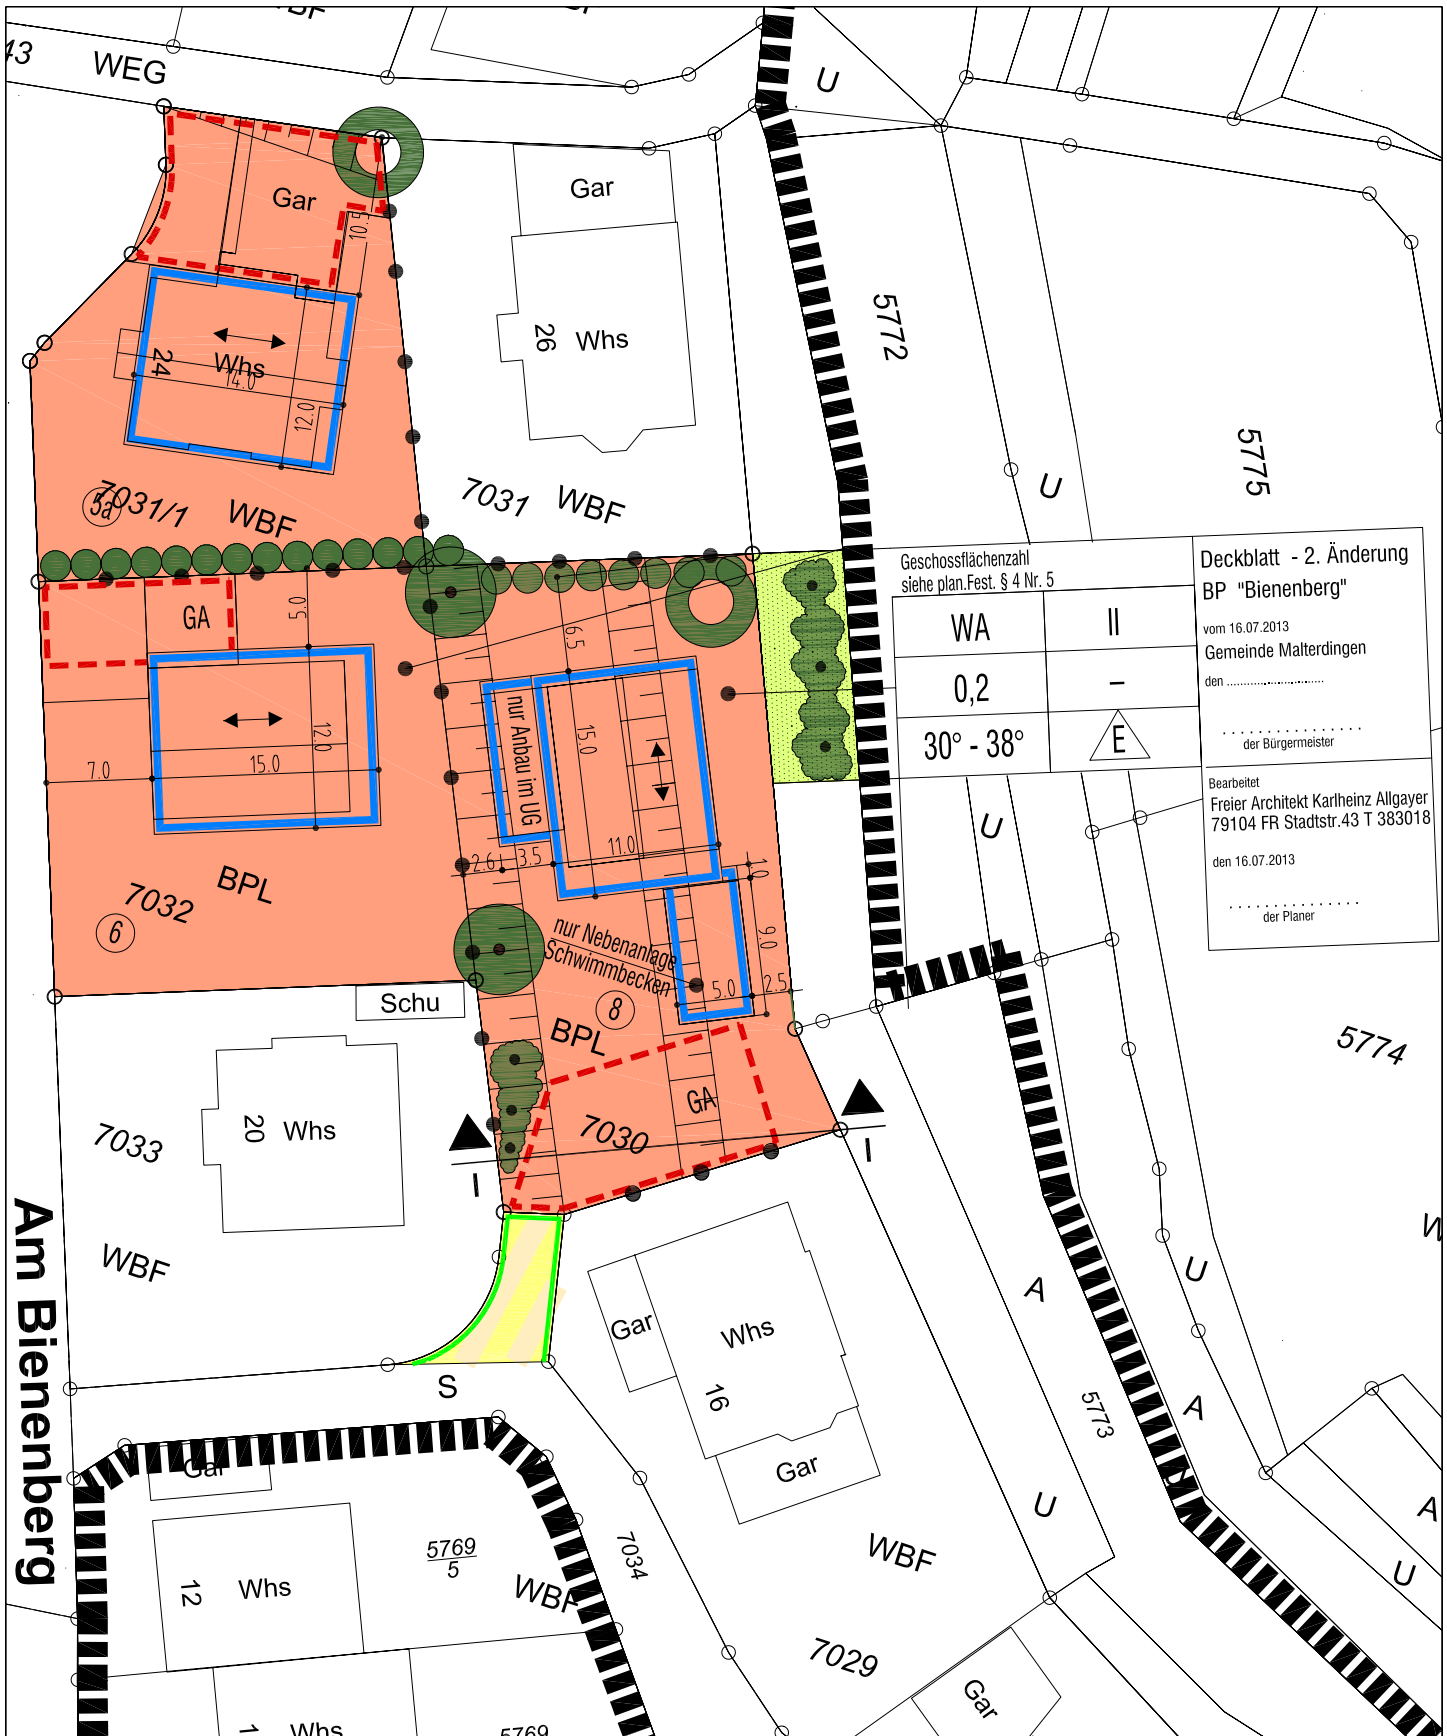 43
WEG
WBF
U
Gar
10.5
Gar
24
Whs
14.0
12.0
26
Whs
5772
5775
5a
7031/1
WBF
7031
WBF
U
GA
5.0
6.5
nur Anbau im UG
15.0
12.0
7.0
15.0
11.0
2.6
3.5
1.0
7032
BPL
6
nur Nebenanlage
Schwimmbecken
9.0
5.0
2.5
8
BPL
Schu
GA
7030
I
I
Geschossflächenzahl
siehe plan.Fest. § 4 Nr. 5
WA
II
0,2
–
30° - 38°
E
Deckblatt - 2. Änderung
BP "Bienenberg"
vom 16.07.2013
Gemeinde Malterdingen
den ..............................
. . . . . . . . . . . . . . . .
der Bürgermeister
Bearbeitet
Freier Architekt Karlheinz Allgayer
79104 FR Stadtstr.43 T 383018
den 16.07.2013
. . . . . . . . . . . . . . .
der Planer
U
5774
7033
20
Whs
WBF
Am Bienenberg
S
Gar
Whs
16
Gar
A
U
5773
A
U
U
W
A
U
Gar
12
Whs
5769
5
WBF
7034
WBF
7029
Gar
1
Whs
5769